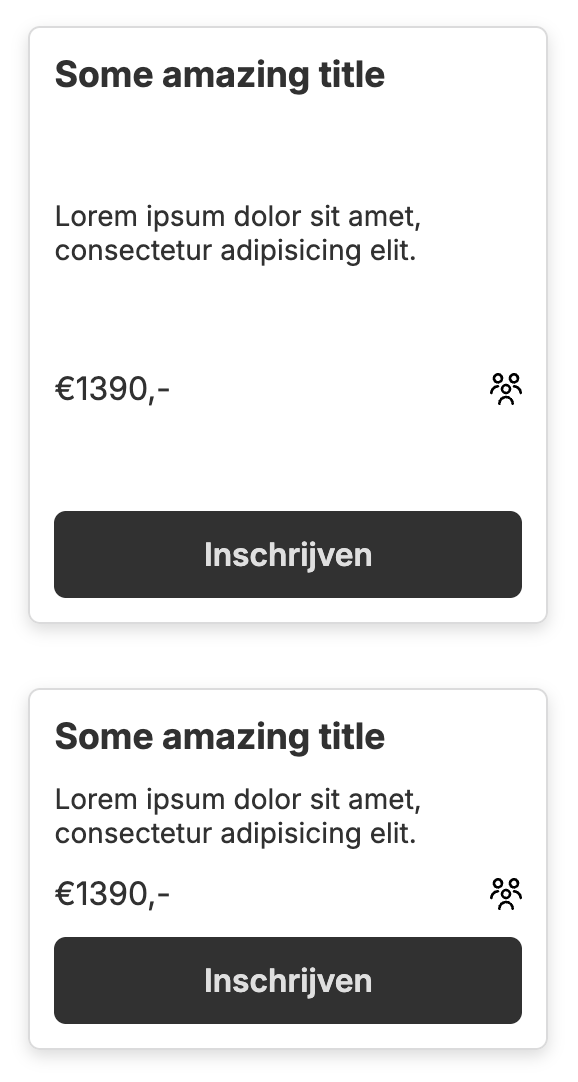 Some amazing title
Lorem ipsum dolor sit amet,
consectetur adipisicing elit.
€1390,-
Inschrijven
Some amazing title
Lorem ipsum dolor sit amet,
consectetur adipisicing elit.
€1390,-
Inschrijven